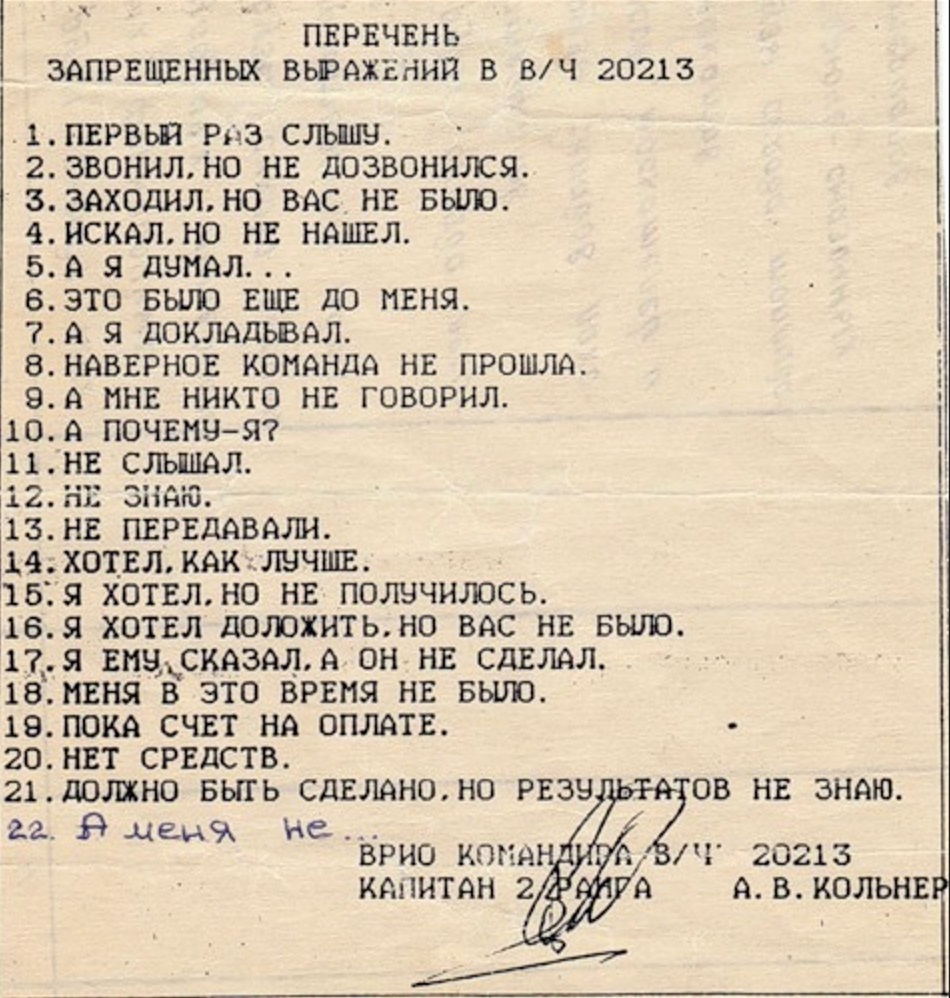 ПЕРЕЧЕНЬ
ЗАПРЕЩЕННЫХ ВЫРАЖЕНИЙ В В/Ч 20213
1. ПЕРВЫЙ РАЗ СЛЫШУ.
2. ЗВОНИЛ, НО НЕ ДОЗВОНИЛСЯ.
3. ЗАХОДИЛ, НО ВАС НЕ БЫЛО.
4. ИСКАЛ, НО НЕ НАШЕЛ.
5. А Я ДУМАЛ...
6. ЭТО БЫЛО ЕЩЕ ДО МЕНЯ.
7. А Я ДОКЛАДЫВАЛ.
8. НАВЕРНОЕ КОМАНДА НЕ ПРОШЛА.
9. А МНЕ НИКТО НЕ ГОВОРИЛ.
10. А ПОЧЕМУ-Я?
11. НЕ СЛЫШАЛ.
12. НЕ ЗНАЮ.
13. НЕ ПЕРЕДАВАЛИ.
14. ХОТЕЛ, КАК ЛУЧШЕ.
15. Я ХОТЕЛ, НО НЕ ПОЛУЧИЛОСЬ.
16. Я ХОТЕЛ ДОЛОЖИТЬ, НО ВАС НЕ БЫЛО.
17. Я ЕМУ СКАЗАЛ, А ОН НЕ СДЕЛАЛ.
18. МЕНЯ В ЭТО ВРЕМЯ НЕ БЫЛО.
19. ПОКА СЧЕТ НА ОПЛАТЕ.
20. НЕТ СРЕДСТВ.
21. ДОЛЖНО БЫТЬ СДЕЛАНО, НО РЕЗУЛЬТАТОВ НЕ ЗНАЮ.
22. А меня не...
ВРИО КОМАНДИРА В/Ч 20213
КАПИТАН 2 РАНГА А.В.КОЛЬНЕР